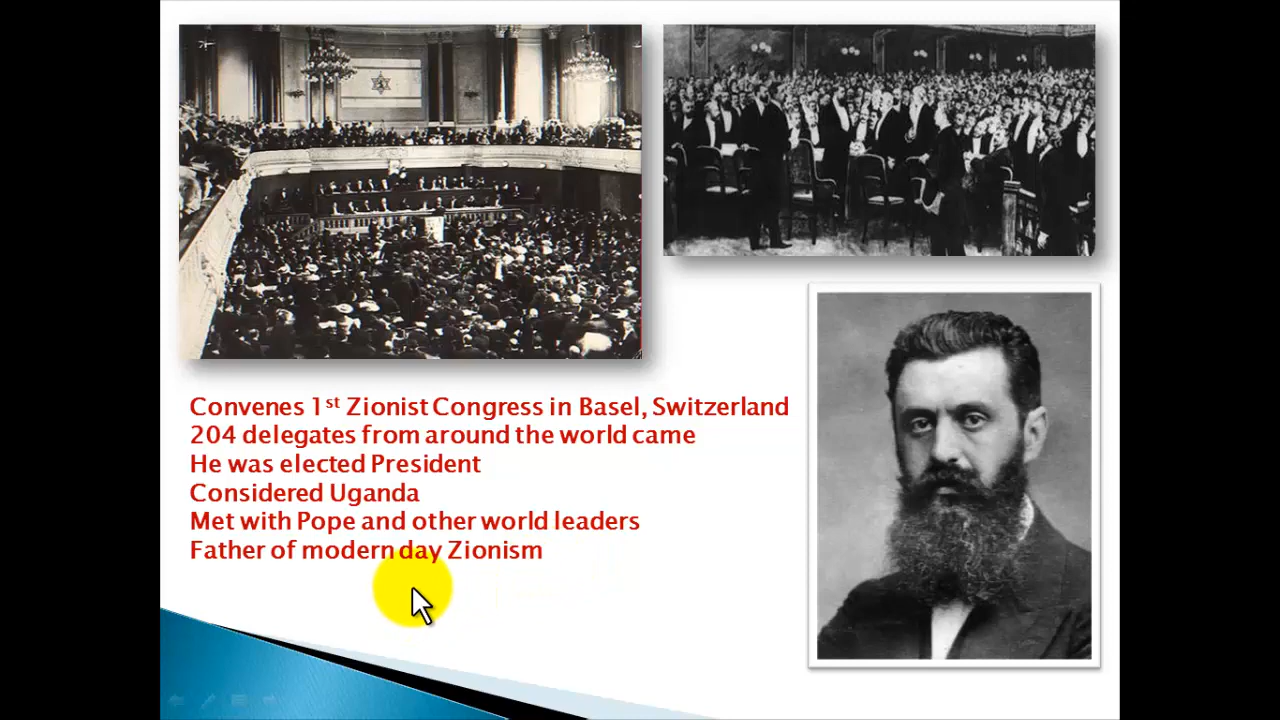 Convenes 1st Zionist Congress in Basel, Switzerland
204 delegates from around the world came
He was elected President
Considered Uganda
Met with Pope and other world leaders
Father of modern day Zionism